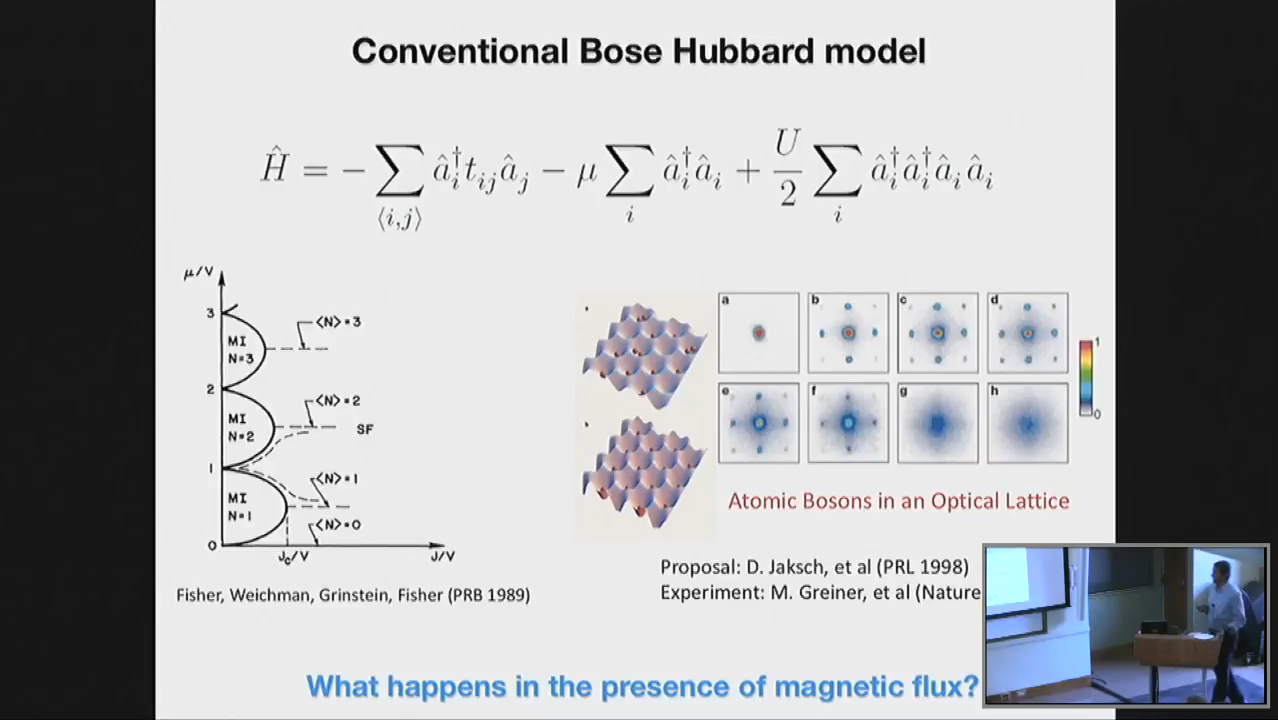 Conventional Bose Hubbard model
Ĥ = − ∑⟨i,j⟩ â†ᵢ tᵢⱼ âⱼ − μ ∑ᵢ â†ᵢ âᵢ + U/2 ∑ᵢ â†ᵢ â†ᵢ âᵢ âᵢ
μ/V
3
⟨N⟩=3
MI
N=3
2
⟨N⟩=2
MI
N=2
SF
1
⟨N⟩=1
MI
N=1
⟨N⟩=0
0
J_c/V
J/V
a
b
c
d
e
f
g
h
1
0
Atomic Bosons in an Optical Lattice
Fisher, Weichman, Grinstein, Fisher (PRB 1989)
Proposal: D. Jaksch, et al (PRL 1998)
Experiment: M. Greiner, et al (Nature
What happens in the presence of magnetic flux?